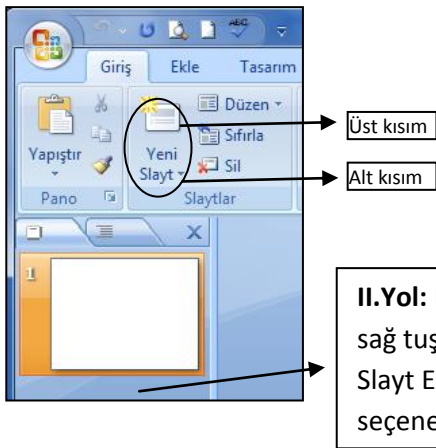 ABC
Giriş Ekle Tasarım
Düzen
Sıfırla
Yapıştır Yeni
Slayt Sil
Pano Slaytlar
Üst kısım
Alt kısım
1
II.Yol:
sağ tuş
Slayt E
seçene